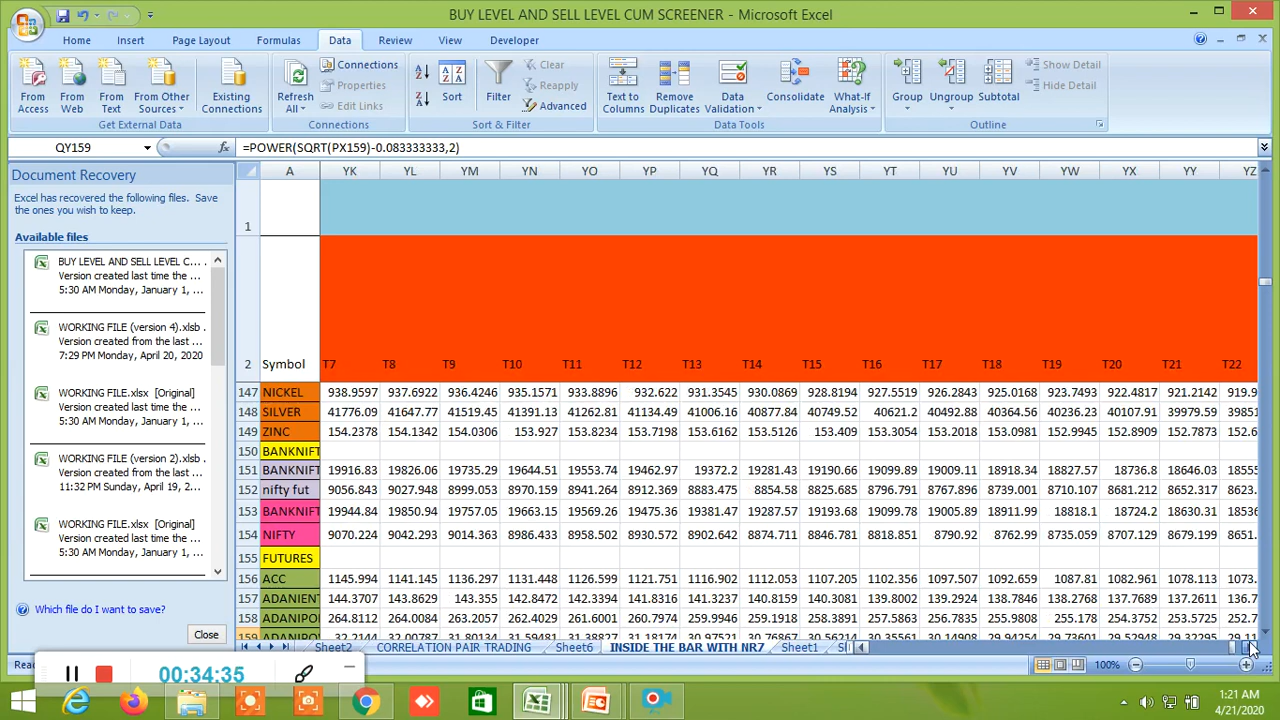 BUY LEVEL AND SELL LEVEL CUM SCREENER - Microsoft Excel
Home Insert Page Layout Formulas Data Review View Developer
From Access
From Web
From Text
From Other Sources
Existing Connections
Get External Data
Refresh All
Connections
Properties
Edit Links
Connections
Sort
Filter
Clear
Reapply
Advanced
Sort & Filter
Text to Columns
Remove Duplicates
Data Validation
Consolidate
What-If Analysis
Data Tools
Group
Ungroup
Subtotal
Show Detail
Hide Detail
Outline
QY159 fx =POWER(SQRT(PX159)-0.083333333,2)
Document Recovery
Excel has recovered the following files. Save
the ones you wish to keep.
Available files
BUY LEVEL AND SELL LEVEL C...
Version created last time the ...
5:30 AM Monday, January 1, ...
WORKING FILE (version 4).xlsb .
Version created from the last ...
7:29 PM Monday, April 20, 2020
WORKING FILE.xlsx [Original]
Version created last time the ...
5:30 AM Monday, January 1, ...
WORKING FILE (version 2).xlsb .
Version created from the last ...
11:32 PM Sunday, April 19, 2...
WORKING FILE.xlsx [Original]
Version created last time the ...
5:30 AM Monday, January 1, ...
Which file do I want to save?
Close
A YK YL YM YN YO YP YQ YR YS YT YU YV YW YX YY YZ
1
2 Symbol T7 T8 T9 T10 T11 T12 T13 T14 T15 T16 T17 T18 T19 T20 T21 T22
147 NICKEL 938.9597 937.6922 936.4246 935.1571 933.8896 932.622 931.3545 930.0869 928.8194 927.5519 926.2843 925.0168 923.7493 922.4817 921.2142 919.9
148 SILVER 41776.09 41647.77 41519.45 41391.13 41262.81 41134.49 41006.16 40877.84 40749.52 40621.2 40492.88 40364.56 40236.23 40107.91 39979.59 39851
149 ZINC 154.2378 154.1342 154.0306 153.927 153.8234 153.7198 153.6162 153.5126 153.409 153.3054 153.2018 153.0981 152.9945 152.8909 152.7873 152.6
150 BANKNIFT
151 BANKNIFT 19916.83 19826.06 19735.29 19644.51 19553.74 19462.97 19372.2 19281.43 19190.66 19099.89 19009.11 18918.34 18827.57 18736.8 18646.03 18555
152 nifty fut 9056.843 9027.948 8999.053 8970.159 8941.264 8912.369 8883.475 8854.58 8825.685 8796.791 8767.896 8739.001 8710.107 8681.212 8652.317 8623.
153 BANKNIFT 19944.84 19850.94 19757.05 19663.15 19569.26 19475.36 19381.47 19287.57 19193.68 19099.78 19005.89 18911.99 18818.1 18724.2 18630.31 18536
154 NIFTY 9070.224 9042.293 9014.363 8986.433 8958.502 8930.572 8902.642 8874.711 8846.781 8818.851 8790.92 8762.99 8735.059 8707.129 8679.199 8651.
155 FUTURES
156 ACC 1145.994 1141.145 1136.297 1131.448 1126.599 1121.751 1116.902 1112.053 1107.205 1102.356 1097.507 1092.659 1087.81 1082.961 1078.113 1073.
157 ADANIENT 144.3707 143.8629 143.355 142.8472 142.3394 141.8316 141.3237 140.8159 140.3081 139.8002 139.2924 138.7846 138.2768 137.7689 137.2611 136.7
158 ADANIPO 264.8112 264.0084 263.2057 262.4029 261.6001 260.7974 259.9946 259.1918 258.3891 257.5863 256.7835 255.9808 255.178 254.3752 253.5725 252.7
159
Sheet2 CORRELATION PAIR TRADING Sheet6 INSIDE THE BAR WITH NR7 Sheet1
100%
00:34:35
1:21 AM
4/21/2020